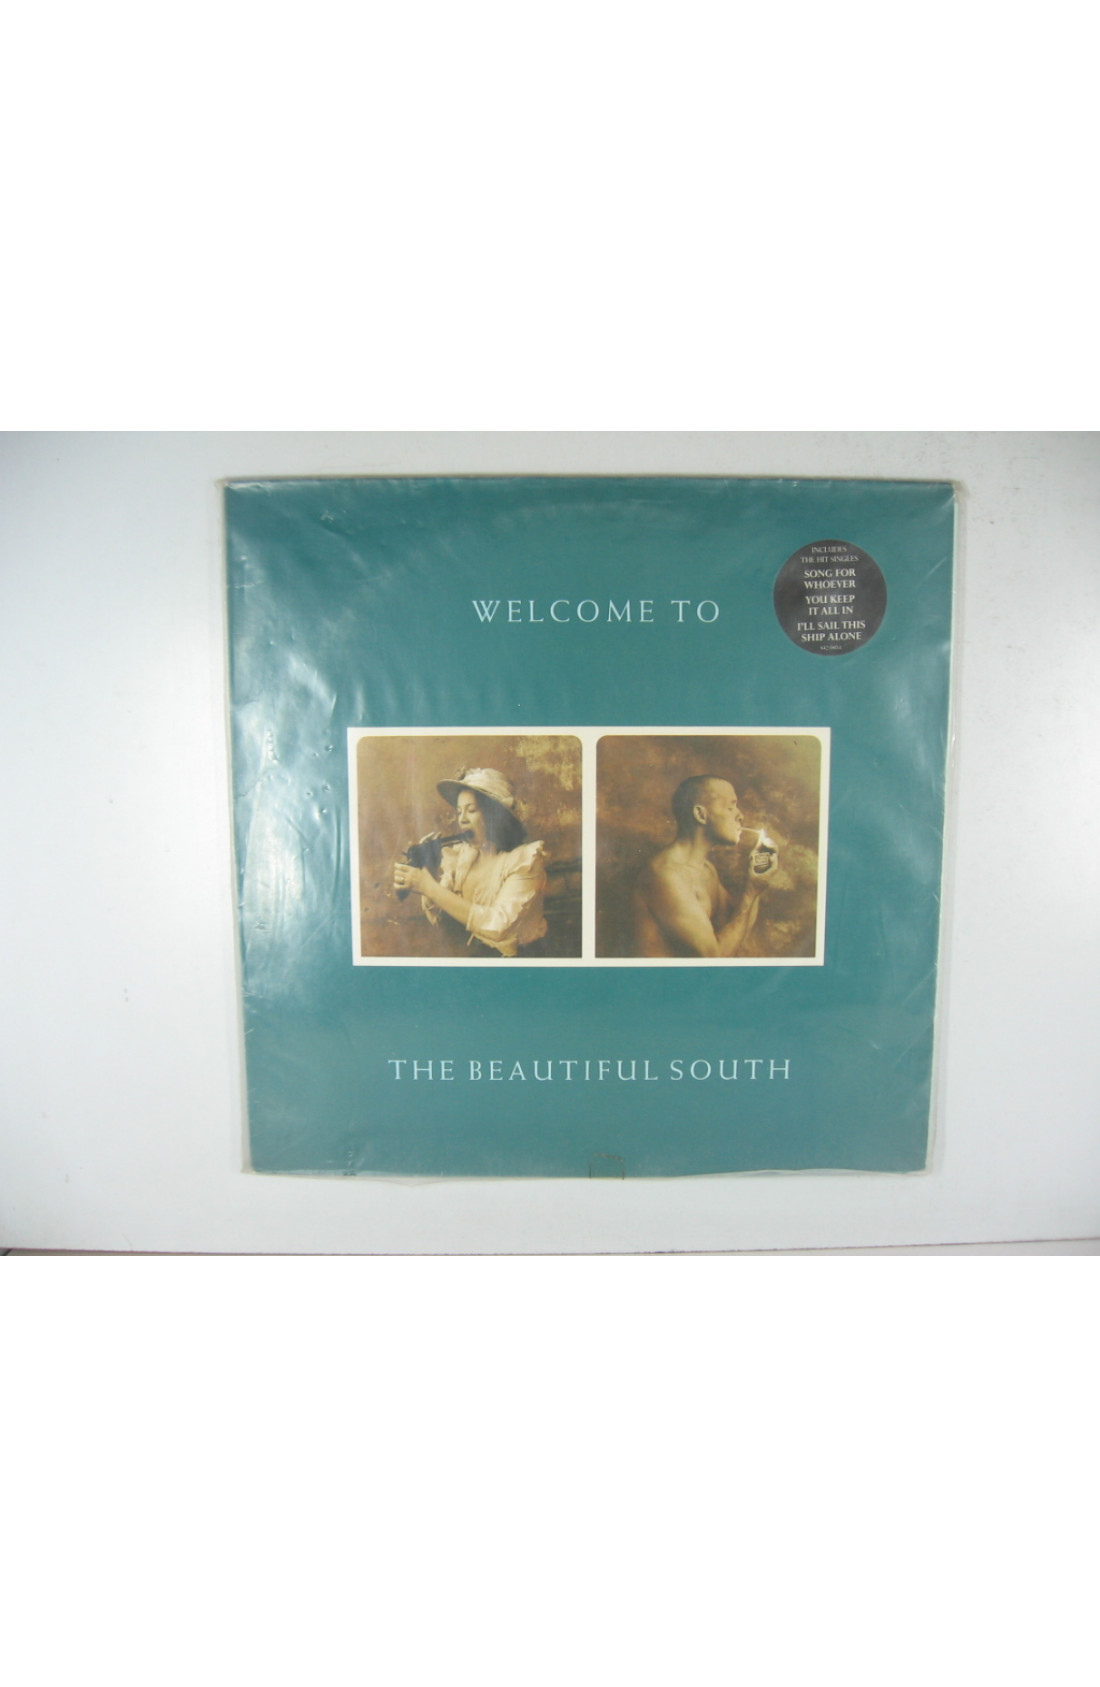 WELCOME TO
INCLUDES
THE HIT SINGLES
SONG FOR
WHOEVER
YOU KEEP
IT ALL IN
I'LL SAIL THIS
SHIP ALONE
THE BEAUTIFUL SOUTH